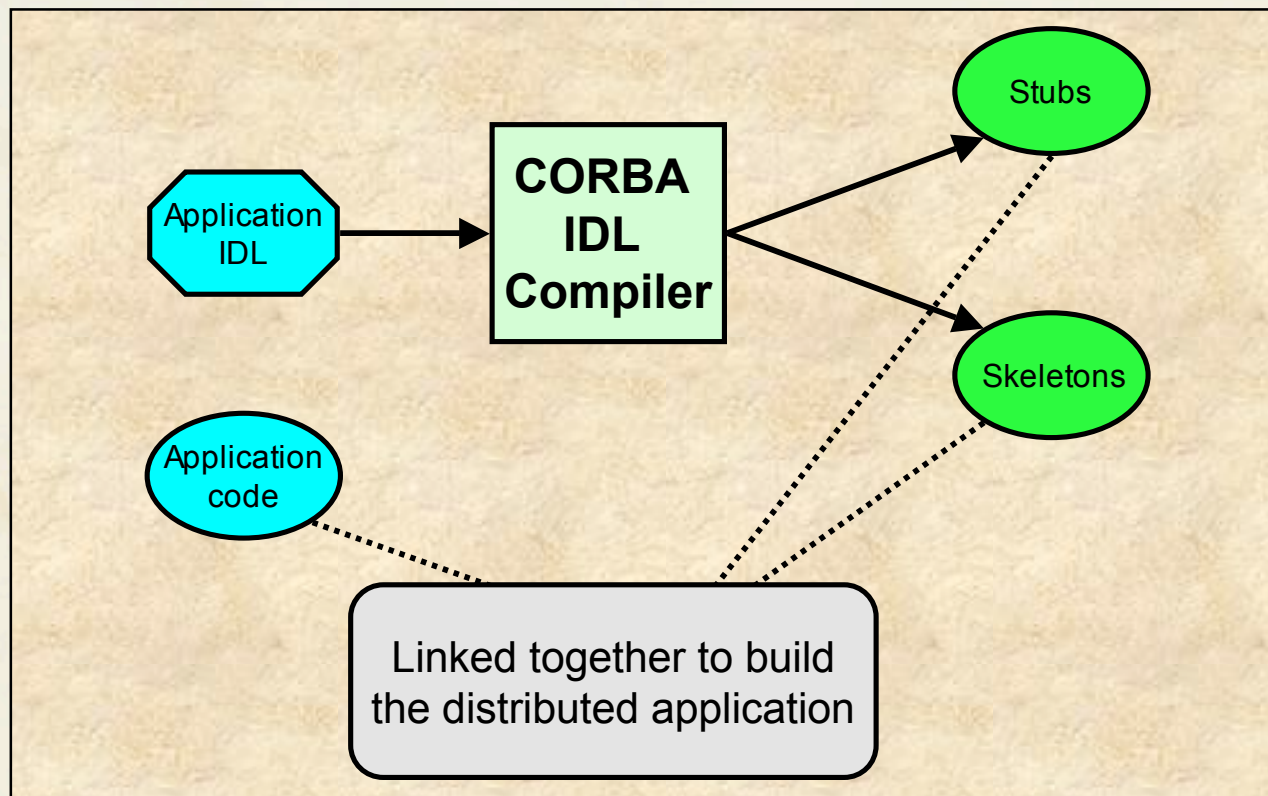 Stubs
Application
IDL
CORBA
IDL
Compiler
Skeletons
Application
code
Linked together to build
the distributed application